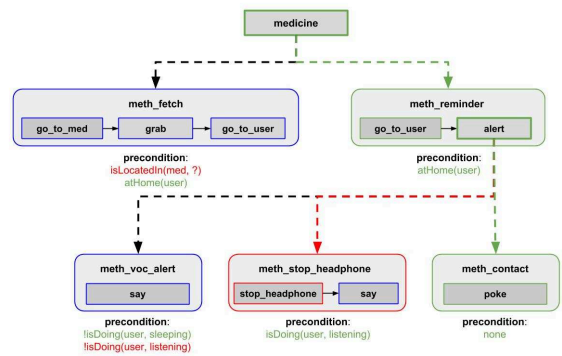 medicine
meth_fetch
go_to_med grab go_to_user
precondition:
isLocatedIn(med, ?)
atHome(user)
meth_reminder
go_to_user alert
precondition:
atHome(user)
meth_voc_alert
say
precondition:
!isDoing(user, sleeping)
!isDoing(user, listening)
meth_stop_headphone
stop_headphone say
precondition:
isDoing(user, listening)
meth_contact
poke
precondition:
none